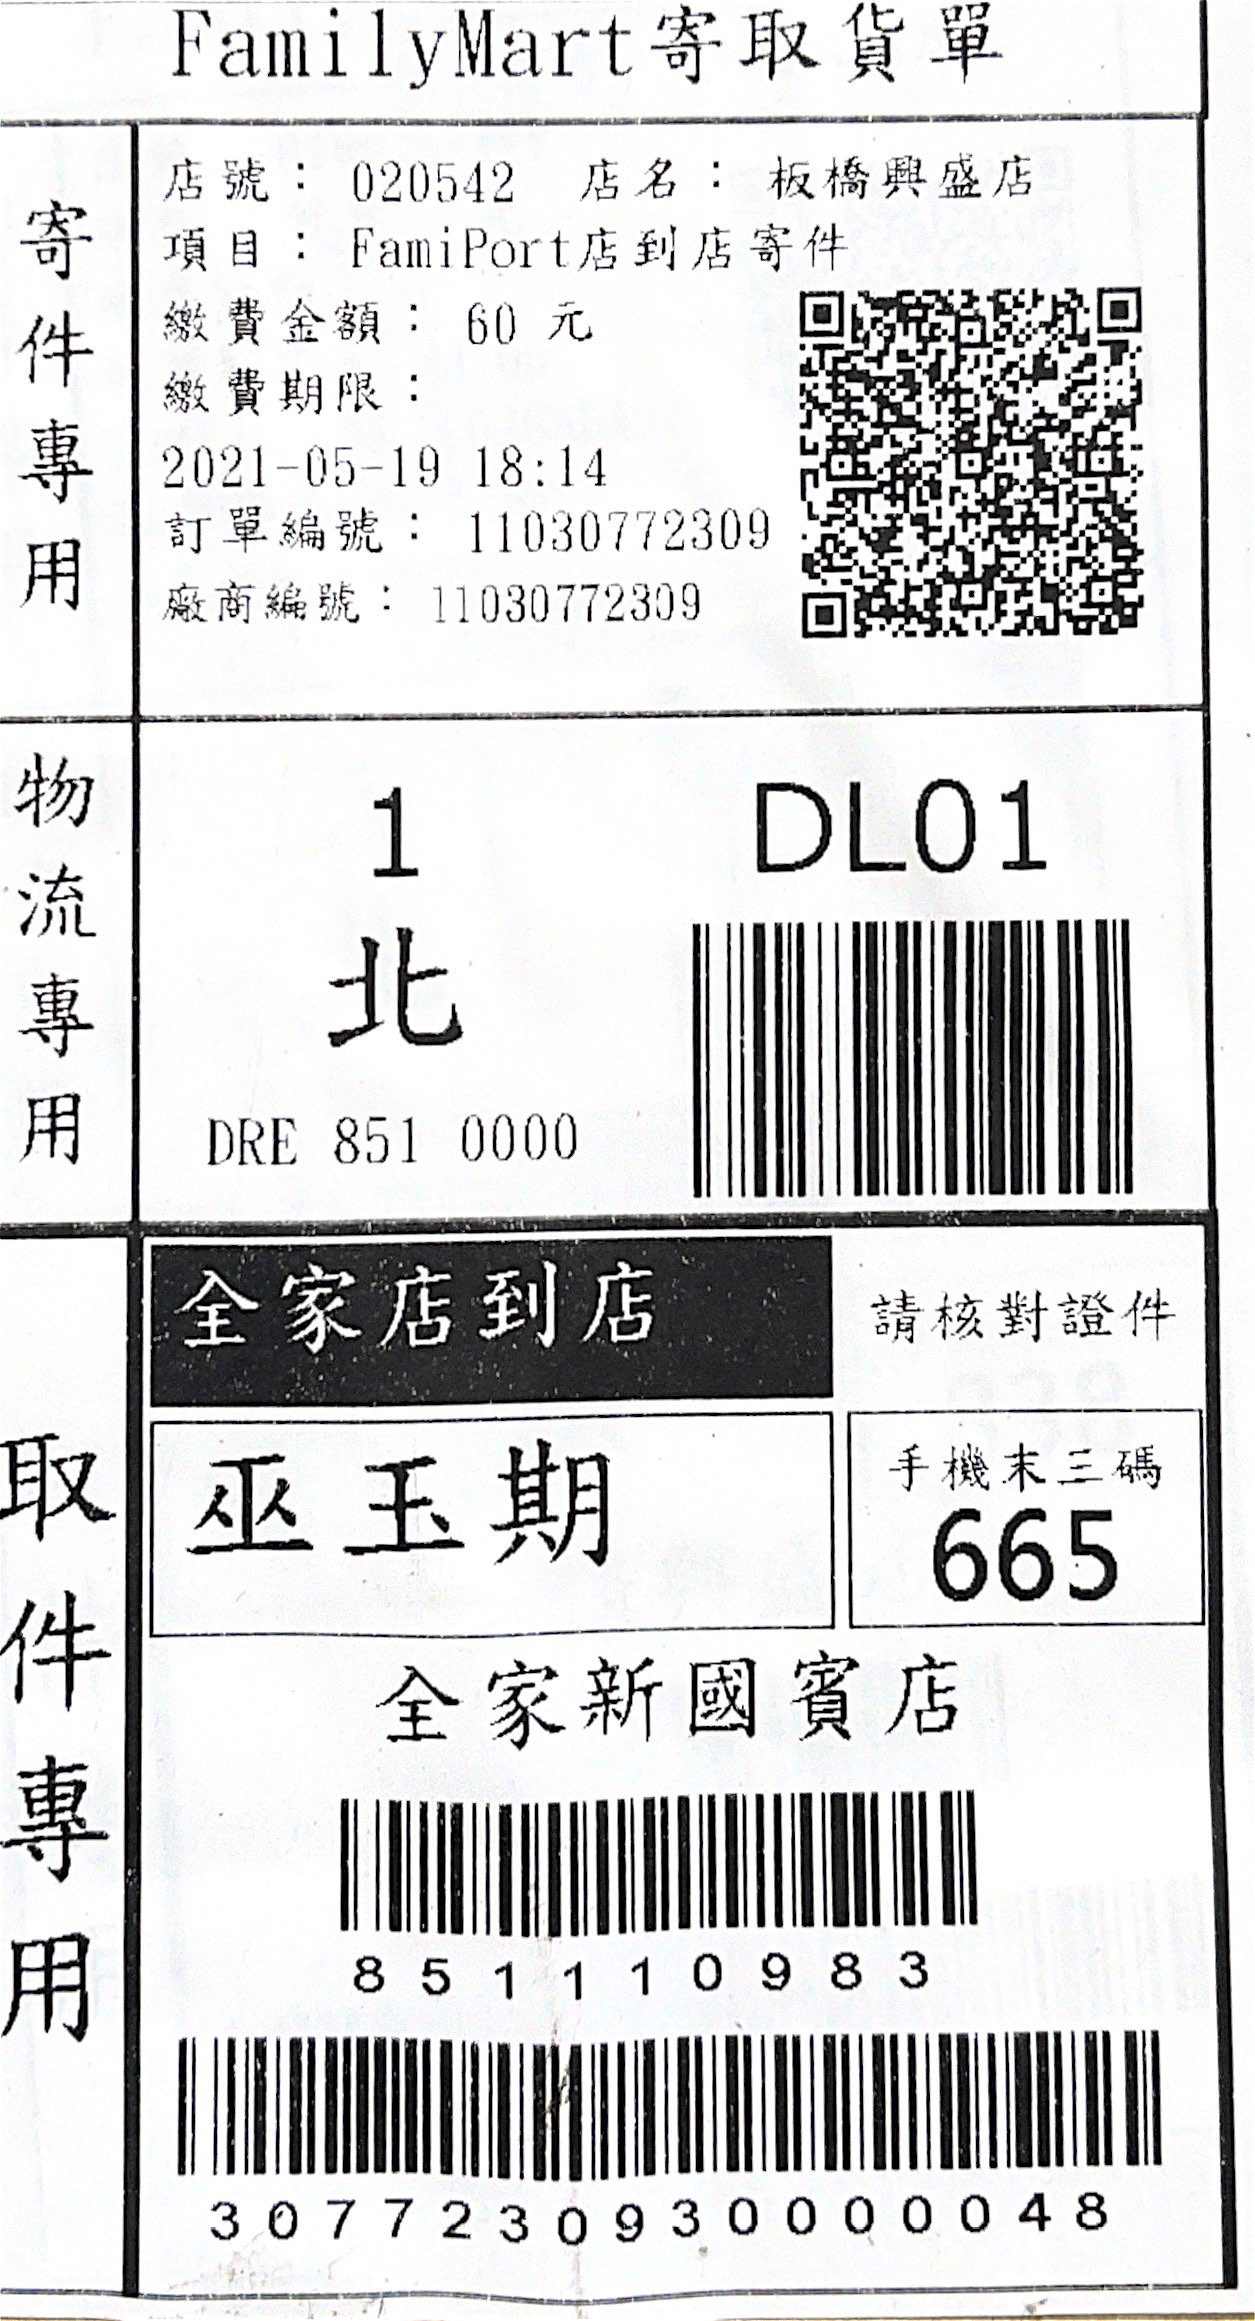 FamilyMart寄取貨單
寄件專用
店號： 020542 店名： 板橋興盛店
項目： FamiPort店到店寄件
繳費金額： 60 元
繳費期限：
2021-05-19 18:14
訂單編號： 11030772309
廠商編號： 11030772309
物流專用
1
DL01
北
DRE 851 0000
取件專用
全家店到店
請核對證件
巫玉期
手機末三碼
665
全家新國賓店
851110983
3077230930000048